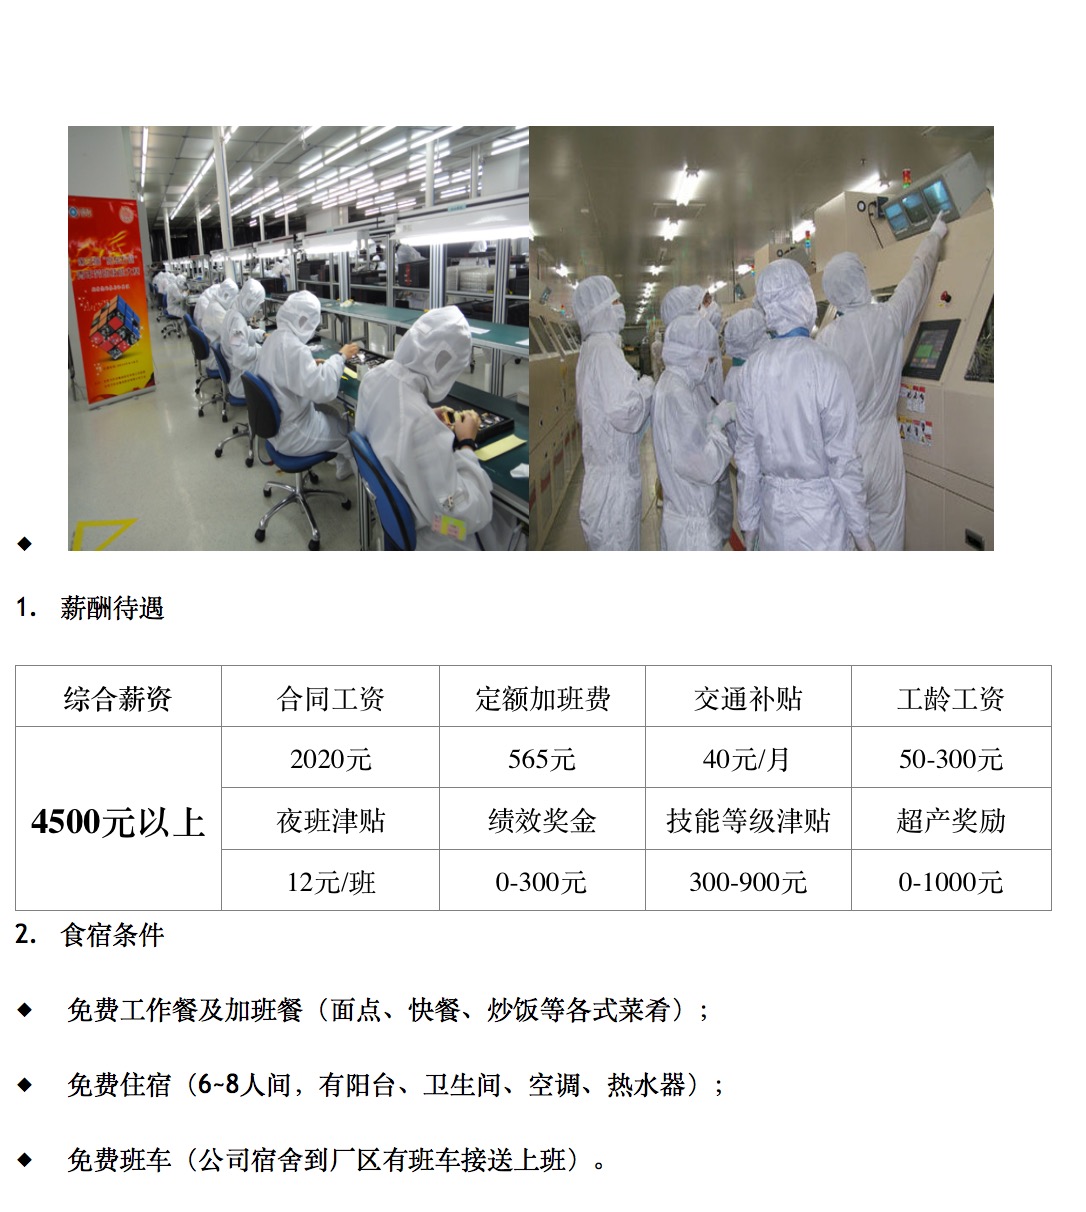 ◆
1. 薪酬待遇
综合薪资 合同工资 定额加班费 交通补贴 工龄工资
4500元以上
2020元 565元 40元/月 50-300元
夜班津贴 绩效奖金 技能等级津贴 超产奖励
12元/班 0-300元 300-900元 0-1000元
2. 食宿条件
◆ 免费工作餐及加班餐（面点、快餐、炒饭等各式菜肴）；
◆ 免费住宿（6~8人间，有阳台、卫生间、空调、热水器）；
◆ 免费班车（公司宿舍到厂区有班车接送上班）。